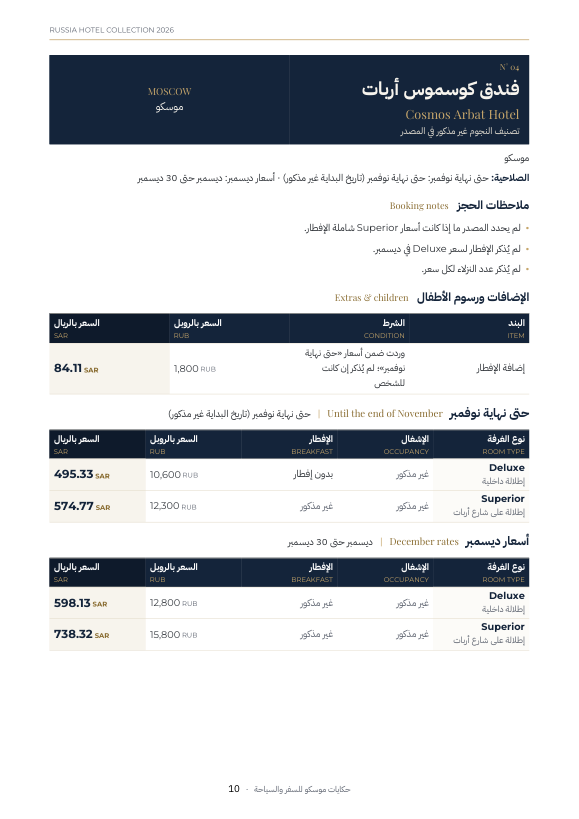 RUSSIA HOTEL COLLECTION 2026
N° 04
فندق كوسموس أربات
Cosmos Arbat Hotel
تصنيف النجوم غير مذكور في المصدر
MOSCOW
موسكو
موسكو
الصلاحية: حتى نهاية نوفمبر: حتى نهاية نوفمبر (تاريخ البداية غير مذكور) · أسعار ديسمبر: ديسمبر حتى 30 ديسمبر
ملاحظات الحجز Booking notes
• لم يحدد المصدر ما إذا كانت أسعار Superior شاملة الإفطار.
• لم يُذكر الإفطار لسعر Deluxe في ديسمبر.
• لم يُذكر عدد النزلاء لكل سعر.
الإضافات ورسوم الأطفال Extras & children
البند الشرط السعر بالروبل السعر بالريال
ITEM CONDITION RUB SAR
إضافة الإفطار وردت ضمن أسعار «حتى نهاية 1,800 RUB 84.11 SAR
نوفمبر»؛ لم يُذكر إن كانت
للشخص
حتى نهاية نوفمبر Until the end of November | حتى نهاية نوفمبر (تاريخ البداية غير مذكور)
نوع الغرفة الإشغال الإفطار السعر بالروبل السعر بالريال
ROOM TYPE OCCUPANCY BREAKFAST RUB SAR
Deluxe غير مذكور بدون إفطار 10,600 RUB 495.33 SAR
إطلالة داخلية
Superior غير مذكور غير مذكور 12,300 RUB 574.77 SAR
إطلالة على شارع أربات
أسعار ديسمبر December rates | ديسمبر حتى 30 ديسمبر
نوع الغرفة الإشغال الإفطار السعر بالروبل السعر بالريال
ROOM TYPE OCCUPANCY BREAKFAST RUB SAR
Deluxe غير مذكور غير مذكور 12,800 RUB 598.13 SAR
إطلالة داخلية
Superior غير مذكور غير مذكور 15,800 RUB 738.32 SAR
إطلالة على شارع أربات
حكايات موسكو للسفر والسياحة · 10